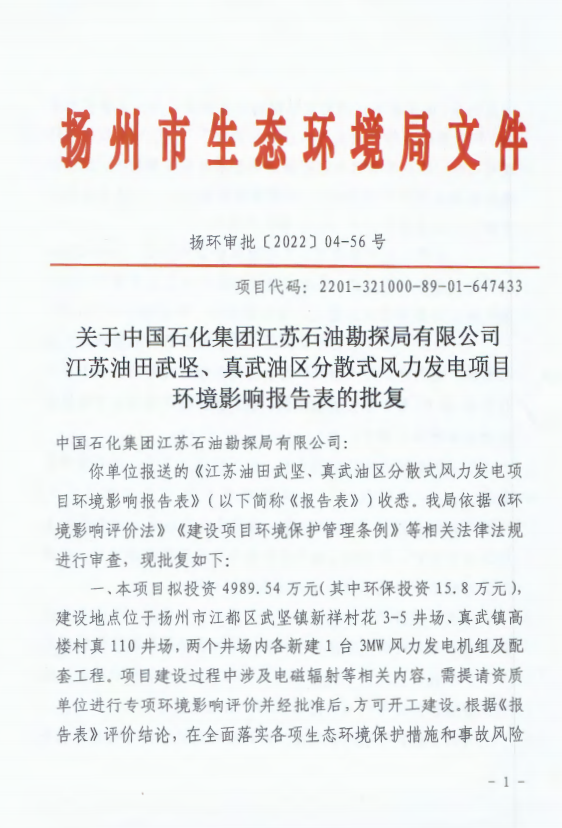 扬州市生态环境局文件
扬环审批〔2022〕04-56号
项目代码：2201-321000-89-01-647433
关于中国石化集团江苏石油勘探局有限公司
江苏油田武坚、真武油区分散式风力发电项目
环境影响报告表的批复
中国石化集团江苏石油勘探局有限公司：
你单位报送的《江苏油田武坚、真武油区分散式风力发电项
目环境影响报告表》（以下简称《报告表》）收悉。我局依据《环
境影响评价法》《建设项目环境保护管理条例》等相关法律法规
进行审查，现批复如下：
一、本项目拟投资4989.54万元（其中环保投资15.8万元），
建设地点位于扬州市江都区武坚镇新祥村花3-5井场、真武镇高
楼村真110井场，两个井场内各新建1台3MW风力发电机组及配
套工程。项目建设过程中涉及电磁辐射等相关内容，需提请资质
单位进行专项环境影响评价并经批准后，方可开工建设。根据《报
告表》评价结论，在全面落实各项生态环境保护措施和事故风险
- 1 -